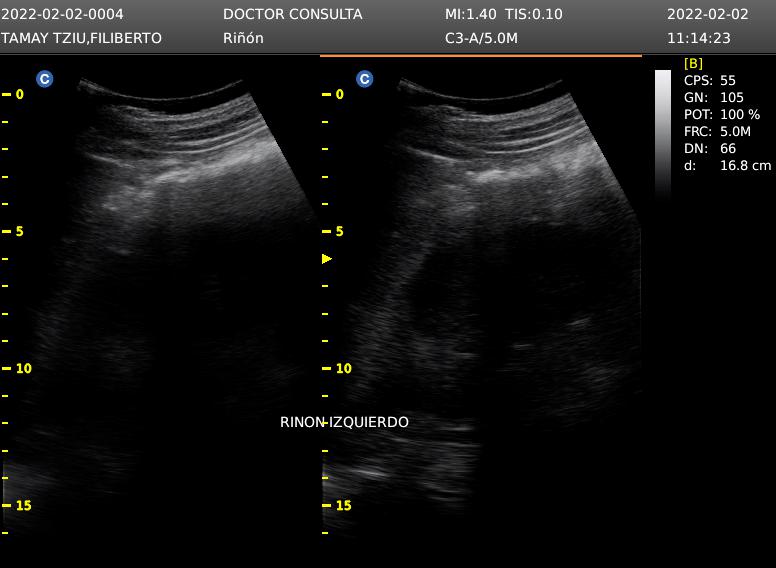 2022-02-02-0004 DOCTOR CONSULTA MI:1.40 TIS:0.10 2022-02-02
TAMAY TZIU,FILIBERTO Riñón C3-A/5.0M 11:14:23
C C
[B]
CPS: 55
GN: 105
POT: 100 %
FRC: 5.0M
DN: 66
d: 16.8 cm
0 0
5 5
10 10
RINON IZQUIERDO
15 15